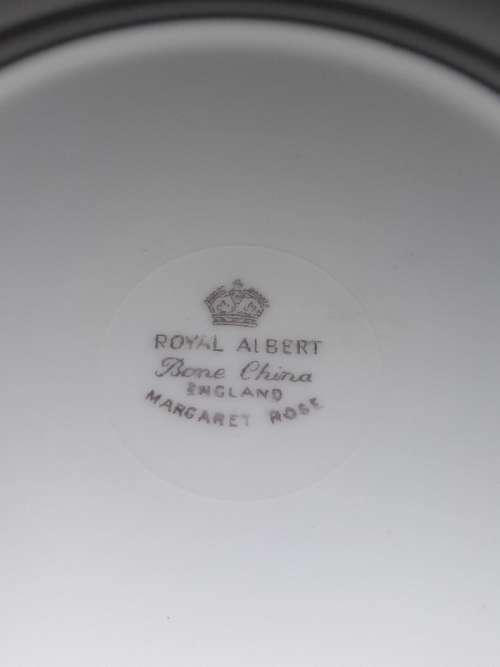 ROYAL ALBERT
Bone China
ENGLAND
MARGARET ROSE